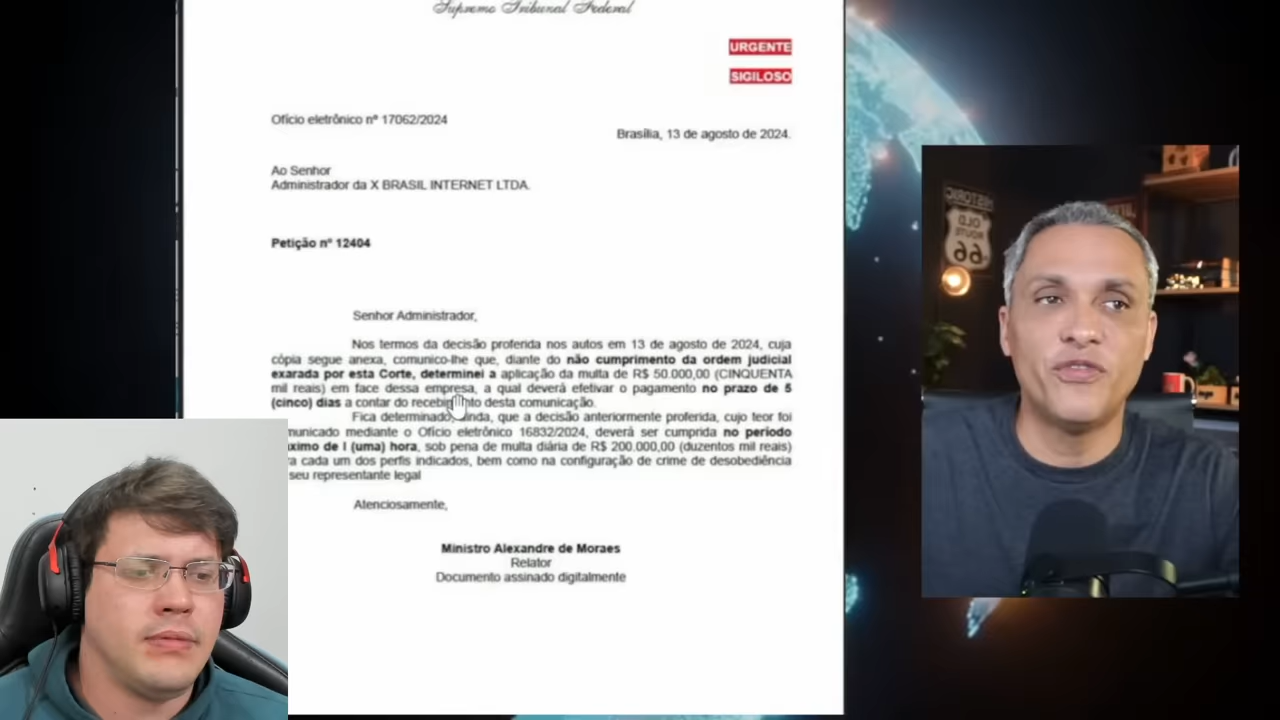 Supremo Tribunal Federal
URGENTE
SIGILOSO
Ofício eletrônico nº 17062/2024
Brasília, 13 de agosto de 2024.
Ao Senhor
Administrador da X BRASIL INTERNET LTDA.
Petição nº 12404
Senhor Administrador,
Nos termos da decisão proferida nos autos em 13 de agosto de 2024, cuja
cópia segue anexa, comunico-lhe que, diante do não cumprimento da ordem judicial
exarada por esta Corte, determinei a aplicação da multa de R$ 50.000,00 (CINQUENTA
mil reais) em face dessa empresa, a qual deverá efetivar o pagamento no prazo de 5
(cinco) dias a contar do desta comunicação.
Fica determinado, ainda, que a decisão anteriormente proferida, cujo teor foi
municado mediante o Ofício eletrônico 16832/2024, deverá ser cumprida no período
ximo de I (uma) hora, sob pena de multa diária de R$ 200.000,00 (duzentos mil reais)
a cada um dos perfis indicados, bem como na configuração de crime de desobediência
seu representante legal
Atenciosamente,
Ministro Alexandre de Moraes
Relator
Documento assinado digitalmente
HISTORIC
OLD
ROUTE
66